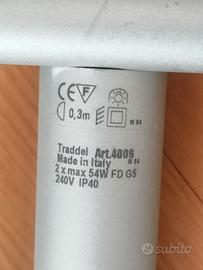 CE F
0,3m
Traddel Art.4009
Made in Italy
2 x max 54W FD G5
240V IP40
subito